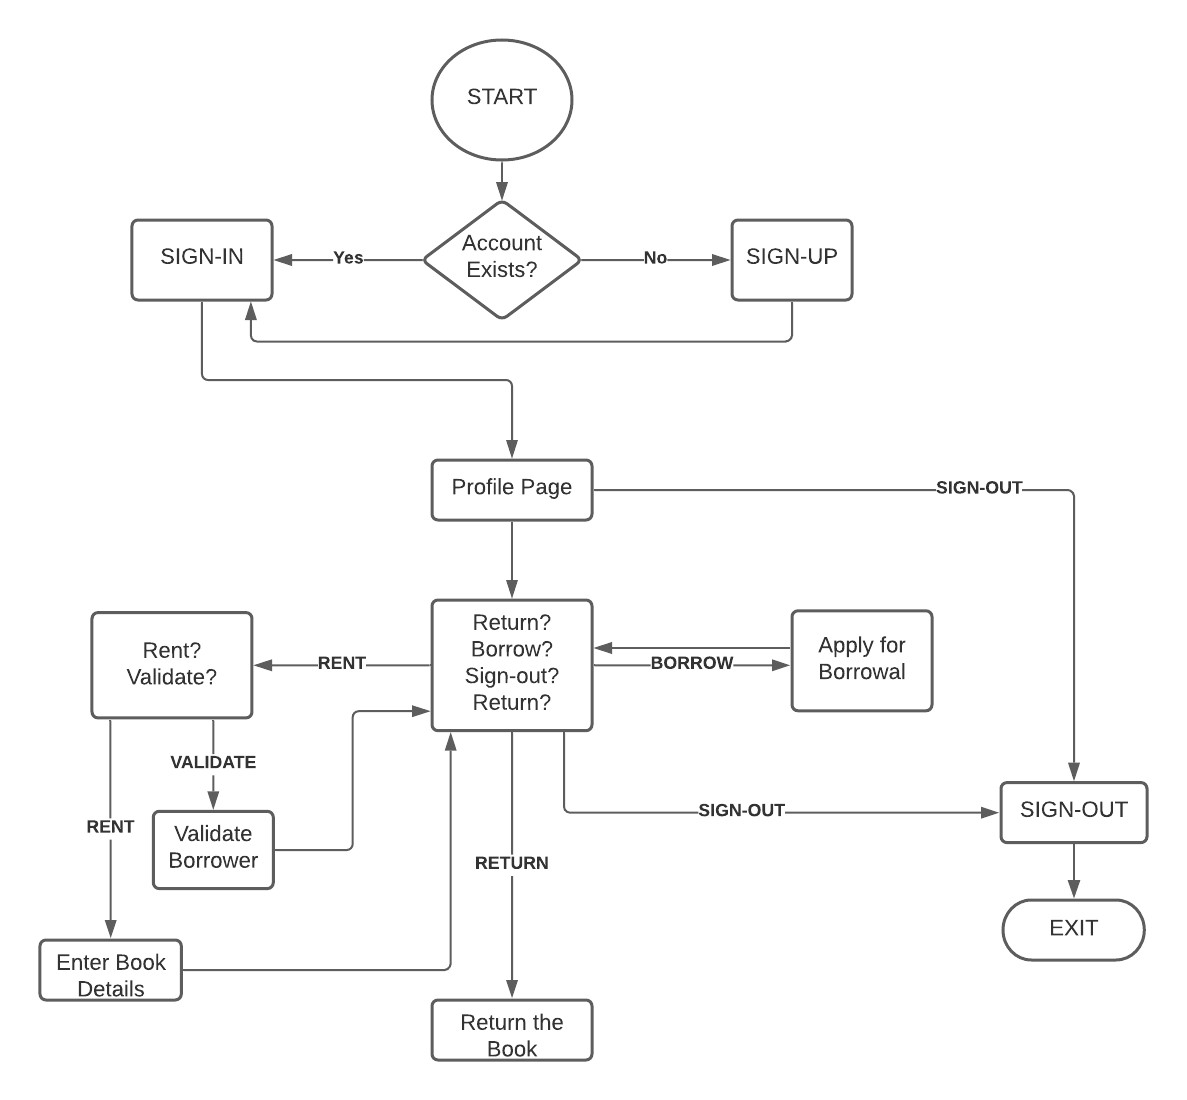 START
Account
Exists?
Yes
No
SIGN-IN
SIGN-UP
Profile Page
SIGN-OUT
Return?
Borrow?
Sign-out?
Return?
RENT
BORROW
Rent?
Validate?
Apply for
Borrowal
VALIDATE
RENT
Validate
Borrower
SIGN-OUT
SIGN-OUT
RETURN
EXIT
Enter Book
Details
Return the
Book